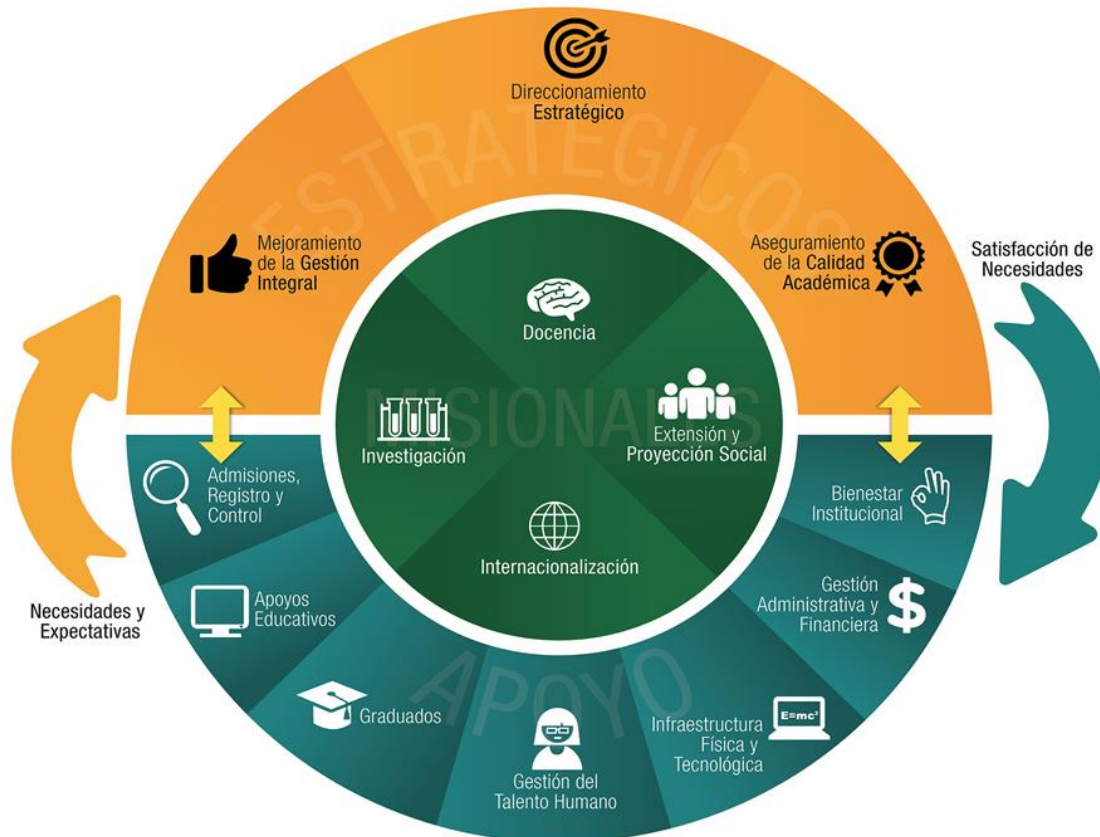 Direccionamiento
Estratégico
ESTRATEGICOS
Mejoramiento
de la Gestión
Integral
Aseguramiento
de la Calidad
Académica
Satisfacción de
Necesidades
Docencia
MISIONALES
Investigación
Extensión y
Proyección Social
Internacionalización
Necesidades y
Expectativas
Admisiones,
Registro y
Control
Bienestar
Institucional
Apoyos
Educativos
Gestión
Administrativa y
Financiera
$
APOYO
Graduados
Gestión del
Talento Humano
Infraestructura
Física y
Tecnológica
E=mc²